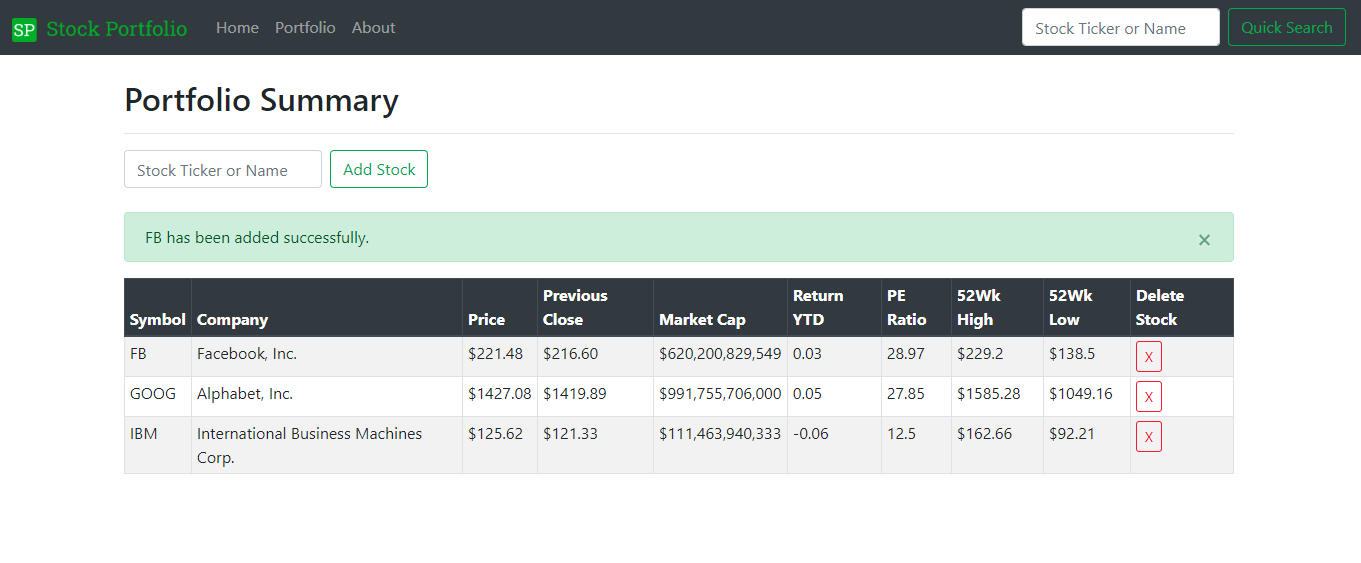 SP Stock Portfolio Home Portfolio About Stock Ticker or Name Quick Search
Portfolio Summary
Stock Ticker or Name Add Stock
FB has been added successfully. ×
Symbol Company Price Previous Close Market Cap Return YTD PE Ratio 52Wk High 52Wk Low Delete Stock
FB Facebook, Inc. $221.48 $216.60 $620,200,829,549 0.03 28.97 $229.2 $138.5 X
GOOG Alphabet, Inc. $1427.08 $1419.89 $991,755,706,000 0.05 27.85 $1585.28 $1049.16 X
IBM International Business Machines Corp. $125.62 $121.33 $111,463,940,333 -0.06 12.5 $162.66 $92.21 X